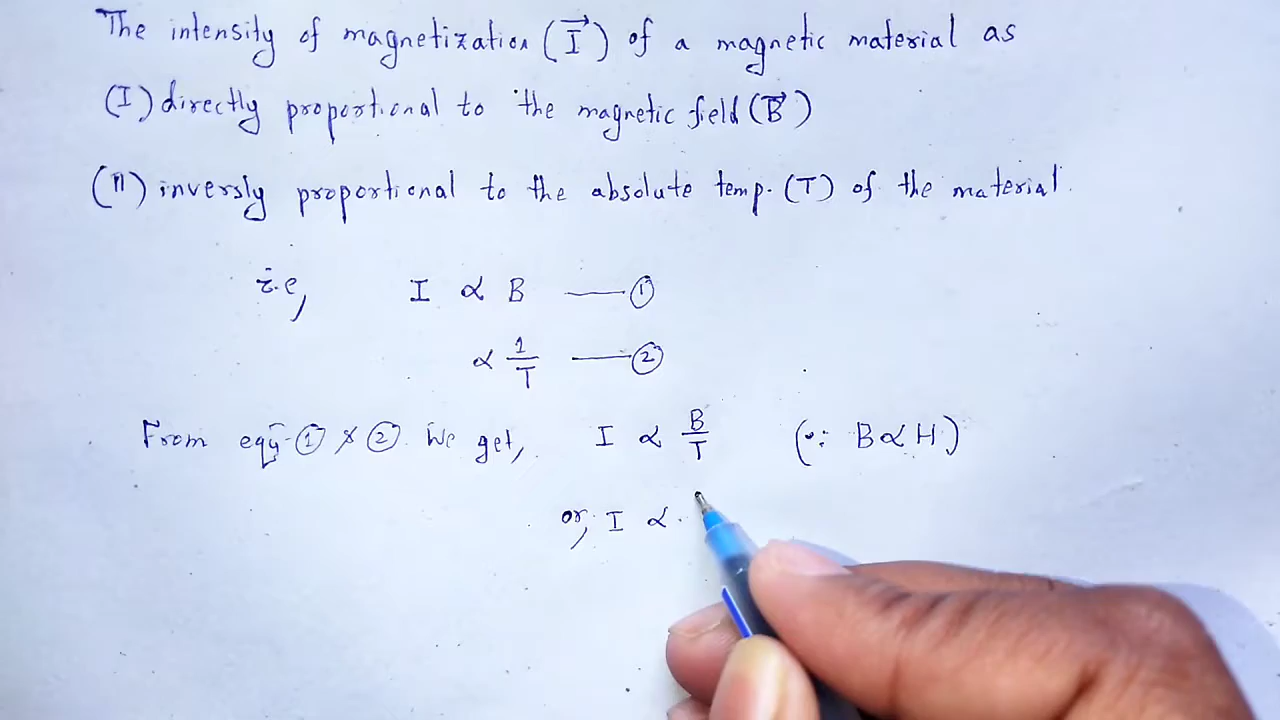 The intensity of magnetization (I⃗) of a magnetic material as
(I) directly proportional to the magnetic field (B⃗)
(II) inversly proportional to the absolute temp. (T) of the material.
i.e, I ∝ B —— ①
∝ 1/T —— ②
From eqⁿ ① & ② We get, I ∝ B/T (∵ B ∝ H)
or, I ∝